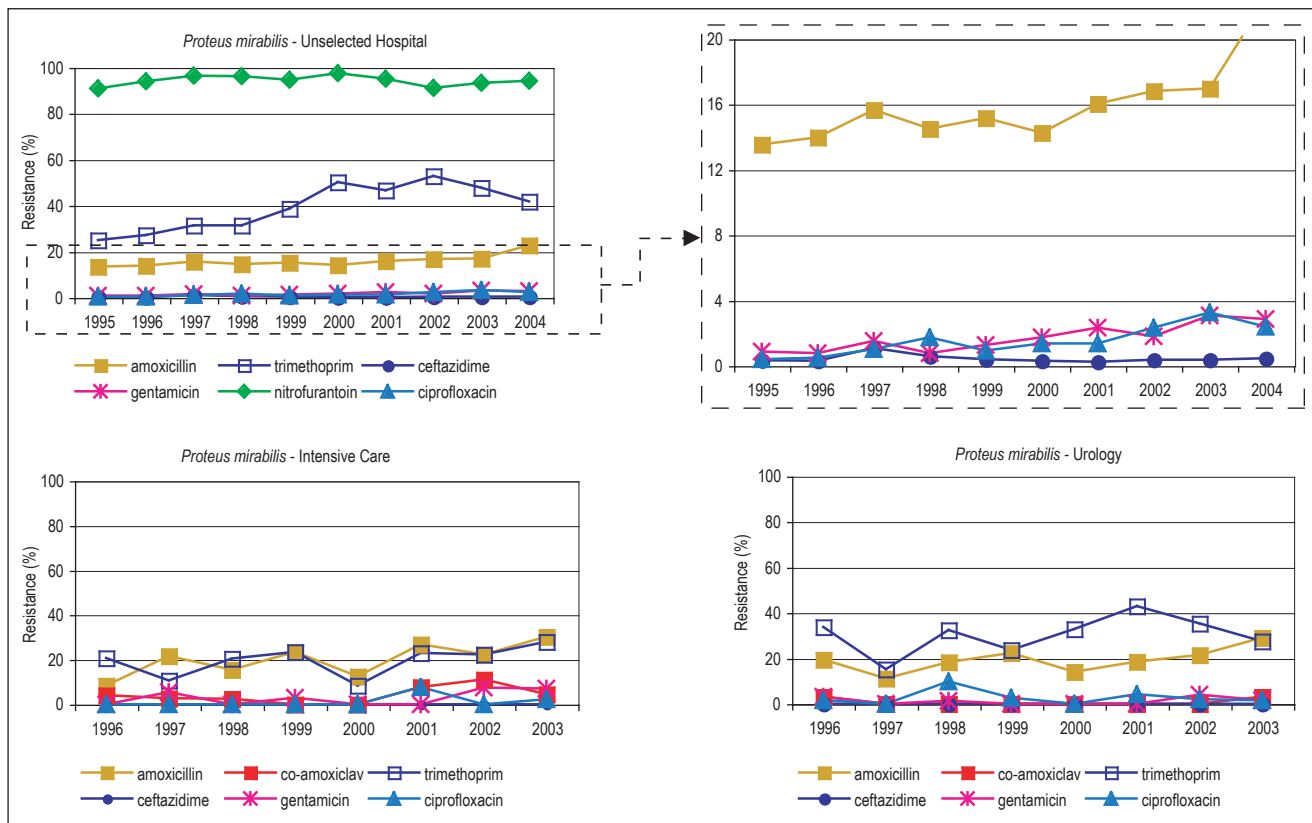 Proteus mirabilis - Unselected Hospital
Resistance (%)
100
80
60
40
20
0
1995 1996 1997 1998 1999 2000 2001 2002 2003 2004
amoxicillin trimethoprim ceftazidime
gentamicin nitrofurantoin ciprofloxacin
20
16
12
8
4
0
1995 1996 1997 1998 1999 2000 2001 2002 2003 2004
Proteus mirabilis - Intensive Care
Resistance (%)
100
80
60
40
20
0
1996 1997 1998 1999 2000 2001 2002 2003
amoxicillin co-amoxiclav trimethoprim
ceftazidime gentamicin ciprofloxacin
Proteus mirabilis - Urology
Resistance (%)
100
80
60
40
20
0
1996 1997 1998 1999 2000 2001 2002 2003
amoxicillin co-amoxiclav trimethoprim
ceftazidime gentamicin ciprofloxacin